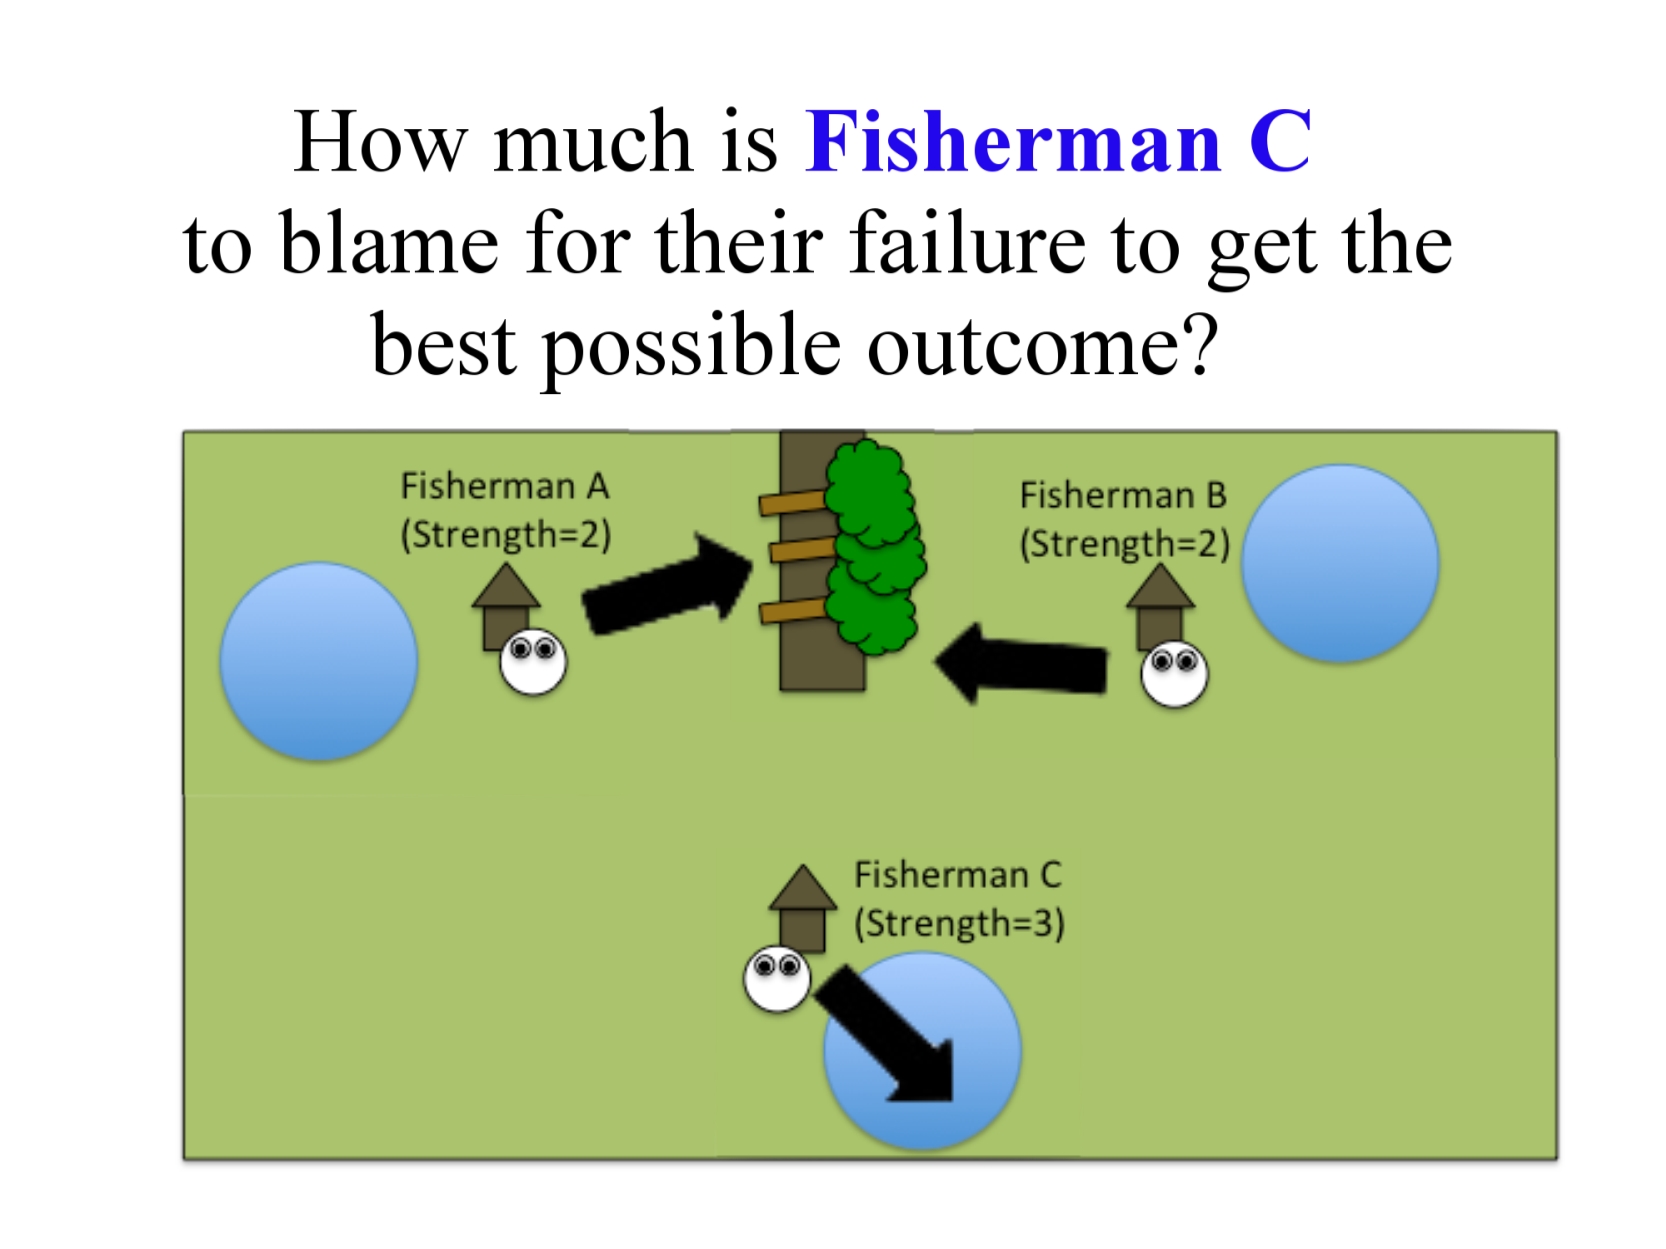 How much is Fisherman C
to blame for their failure to get the
best possible outcome?
Fisherman A
(Strength=2)
Fisherman B
(Strength=2)
Fisherman C
(Strength=3)